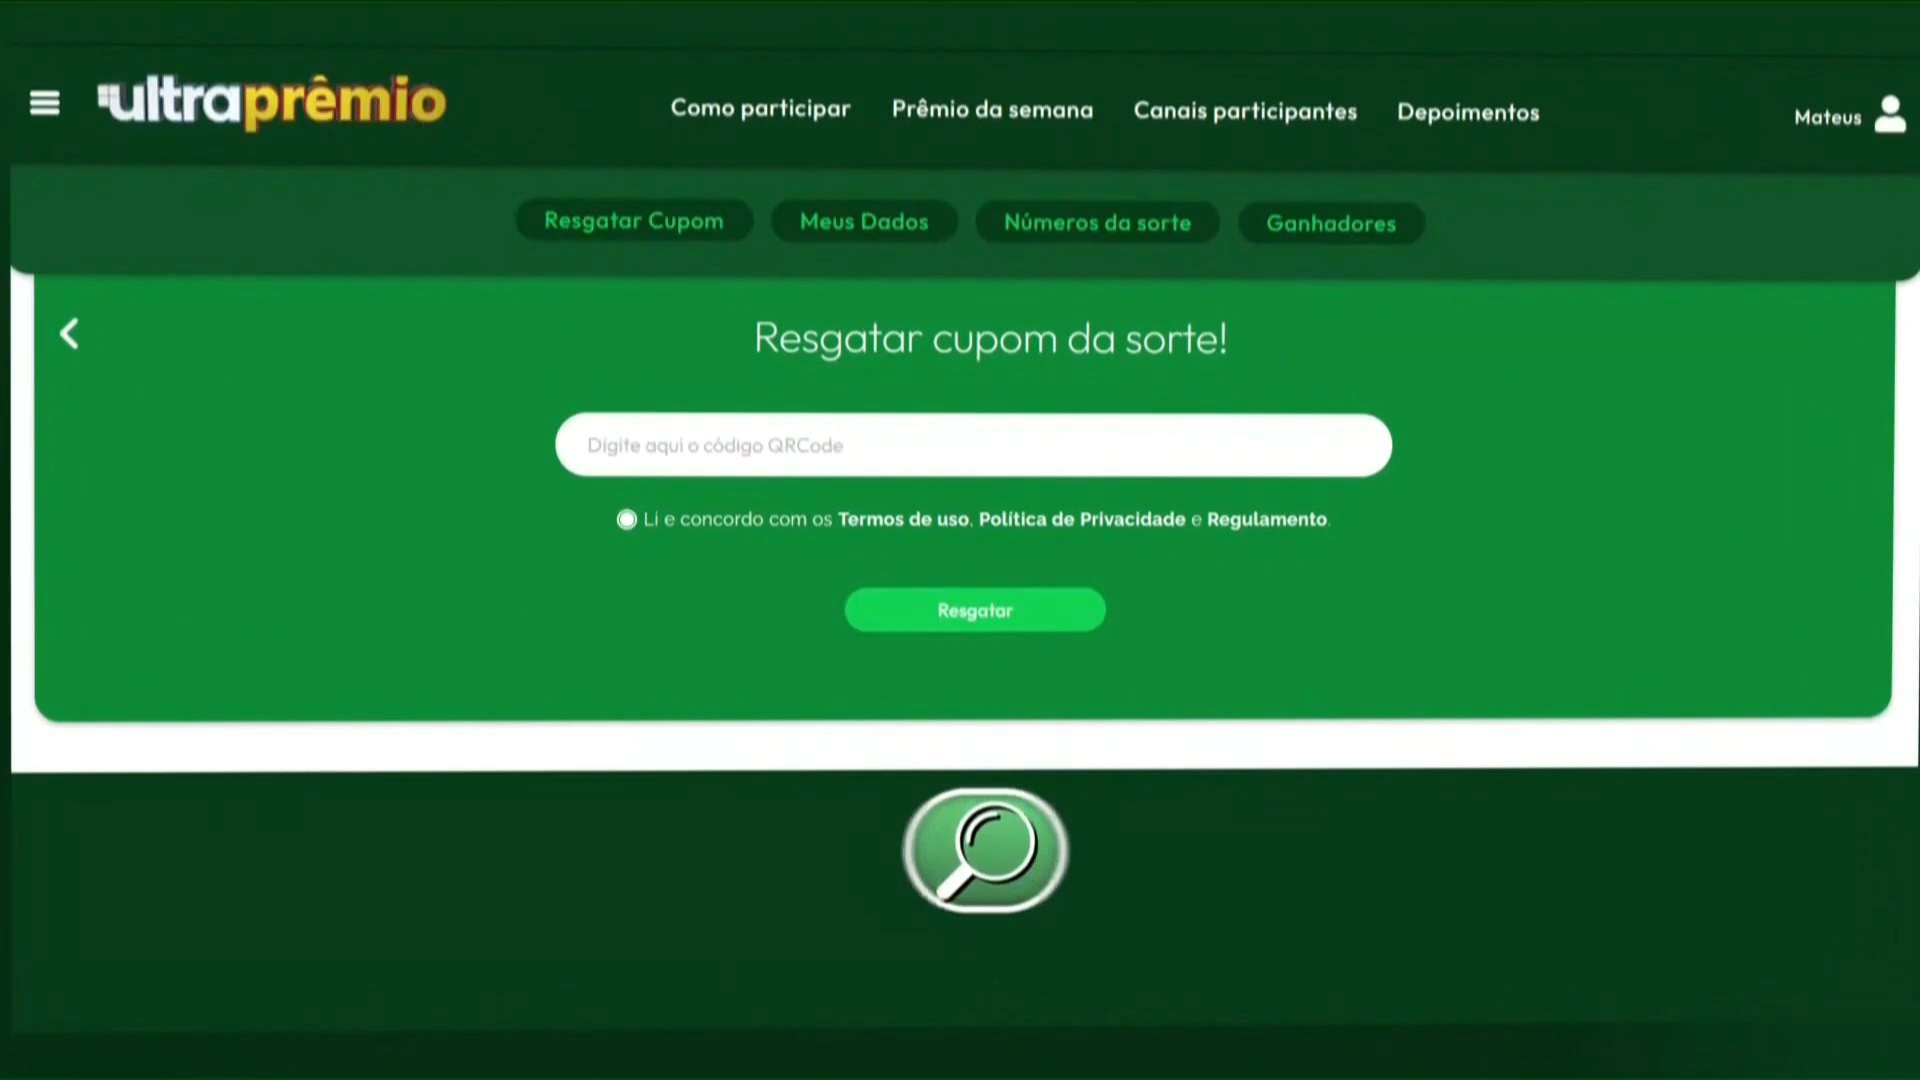 ultraprêmio
Como participar
Prêmio da semana
Canais participantes
Depoimentos
Mateus
Resgatar Cupom
Meus Dados
Números da sorte
Ganhadores
Resgatar cupom da sorte!
Digite aqui o código QRCode
Li e concordo com os Termos de uso, Política de Privacidade e Regulamento.
Resgatar